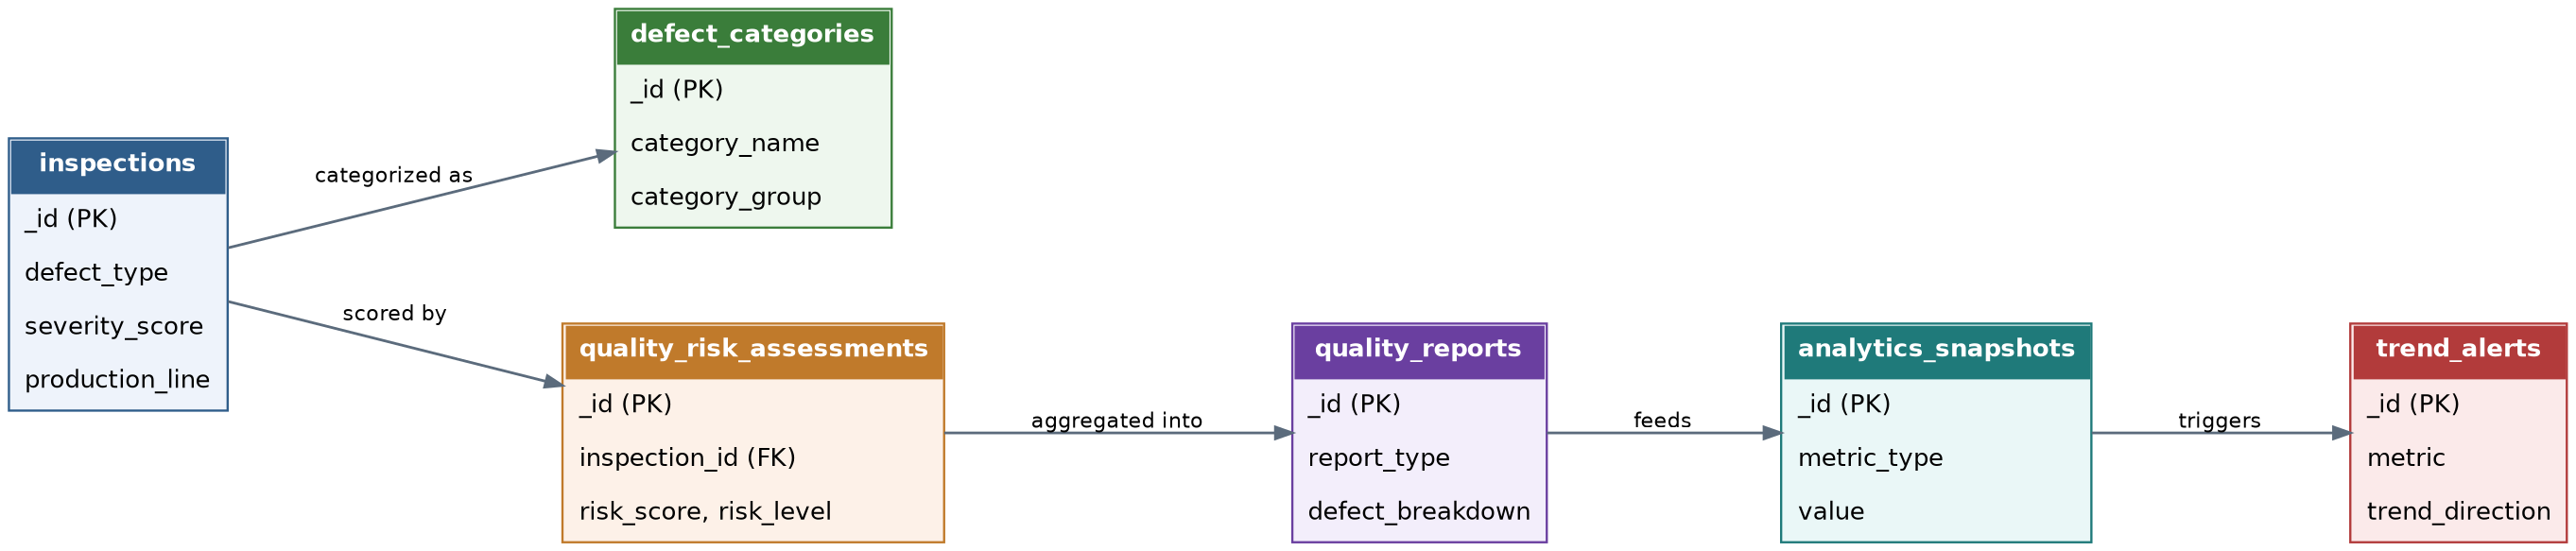 inspections
_id (PK)
defect_type
severity_score
production_line
categorized as
scored by
defect_categories
_id (PK)
category_name
category_group
quality_risk_assessments
_id (PK)
inspection_id (FK)
risk_score, risk_level
aggregated into
quality_reports
_id (PK)
report_type
defect_breakdown
feeds
analytics_snapshots
_id (PK)
metric_type
value
triggers
trend_alerts
_id (PK)
metric
trend_direction